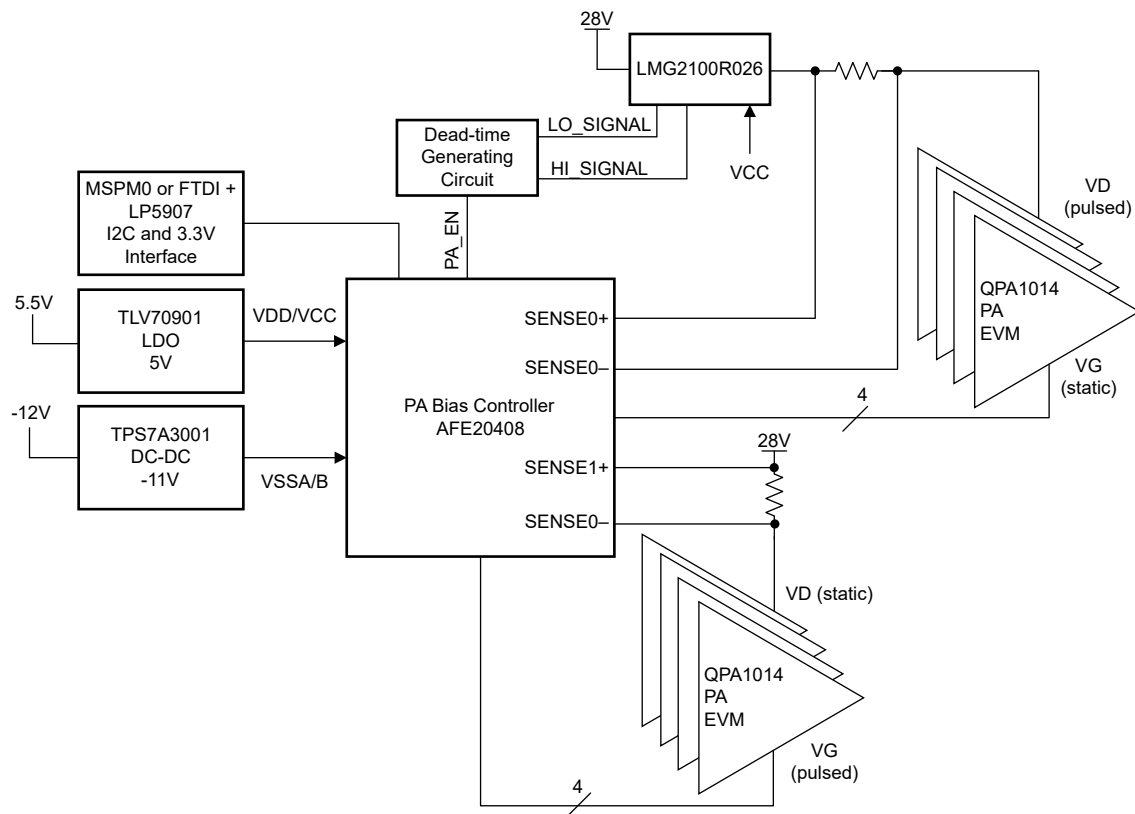 28V
LMG2100R026
LO_SIGNAL
HI_SIGNAL
VCC
Dead-time
Generating
Circuit
PA_EN
MSPM0 or FTDI +
LP5907
I2C and 3.3V
Interface
5.5V
TLV70901
LDO
5V
VDD/VCC
-12V
TPS7A3001
DC-DC
-11V
VSSA/B
PA Bias Controller
AFE20408
SENSE0+
SENSE0–
SENSE1+
SENSE0–
VD
(pulsed)
QPA1014
PA
EVM
VG
(static)
4
28V
VD (static)
QPA1014
PA
EVM
VG
(pulsed)
4